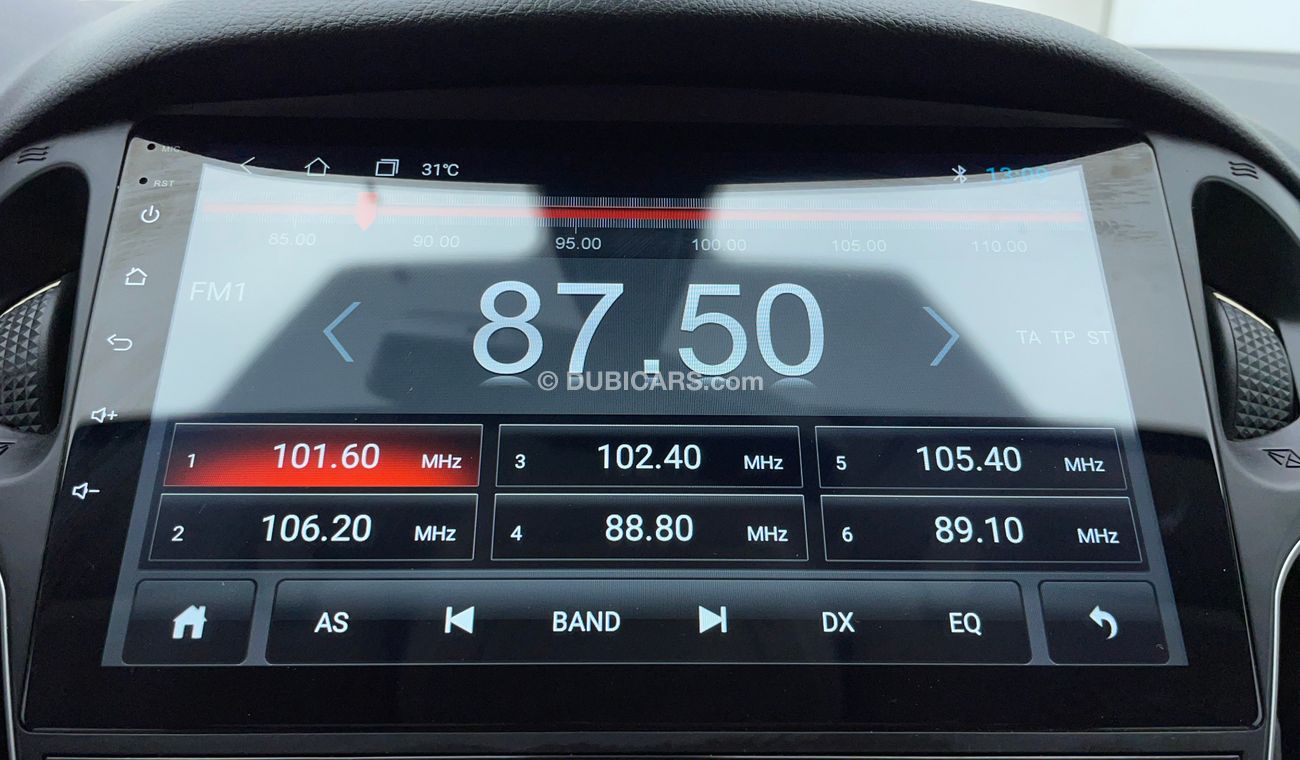 MIC
31°C
RST
85.00 90.00 95.00 100.00 105.00 110.00
FM1
87.50
TA TP ST
© DUBICARS.com
1 101.60 MHz
3 102.40 MHz
5 105.40 MHz
2 106.20 MHz
4 88.80 MHz
6 89.10 MHz
AS BAND DX EQ